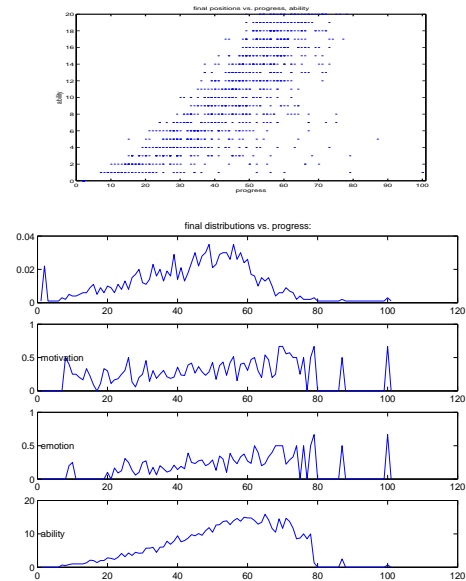 final positions vs. progress, ability
20
18
16
14
12
10
8
6
4
2
0
ability
0 10 20 30 40 50 60 70 80 90 100
progress
final distributions vs. progress:
0.04
0.02
0
0 20 40 60 80 100 120
1
0.5
0
motivation
0 20 40 60 80 100 120
1
0.5
0
emotion
0 20 40 60 80 100 120
20
10
0
ability
0 20 40 60 80 100 120